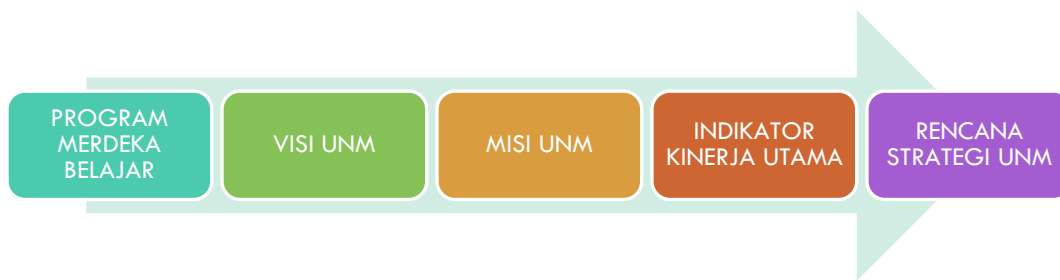 PROGRAM
MERDEKA
BELAJAR
VISI UNM
MISI UNM
INDIKATOR
KINERJA UTAMA
RENCANA
STRATEGI UNM